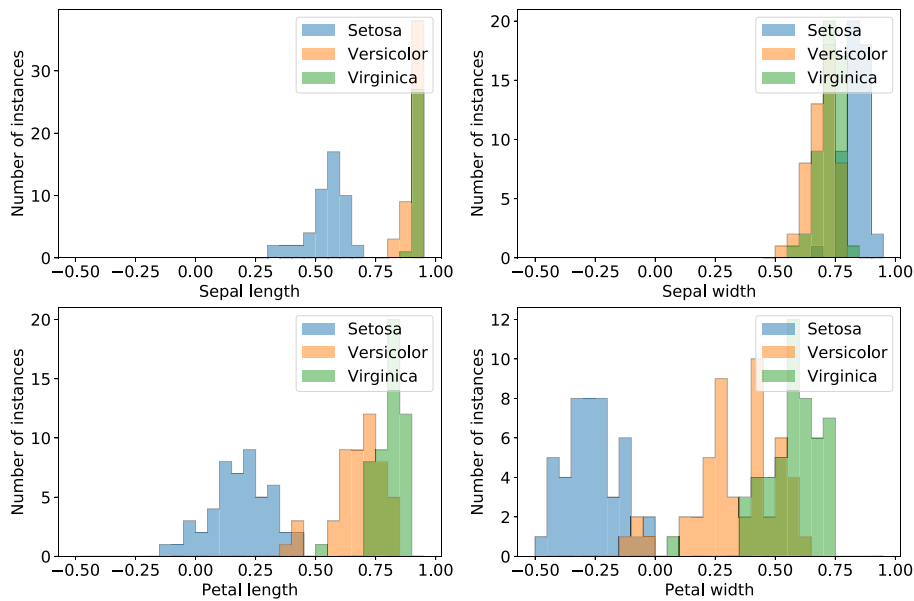 Number of instances
30
20
10
0
−0.50
−0.25
0.00
0.25
0.50
0.75
1.00
Sepal length
Setosa
Versicolor
Virginica
Number of instances
20
15
10
5
0
−0.50
−0.25
0.00
0.25
0.50
0.75
1.00
Sepal width
Setosa
Versicolor
Virginica
Number of instances
20
15
10
5
0
−0.50
−0.25
0.00
0.25
0.50
0.75
1.00
Petal length
Setosa
Versicolor
Virginica
Number of instances
12
10
8
6
4
2
0
−0.50
−0.25
0.00
0.25
0.50
0.75
1.00
Petal width
Setosa
Versicolor
Virginica